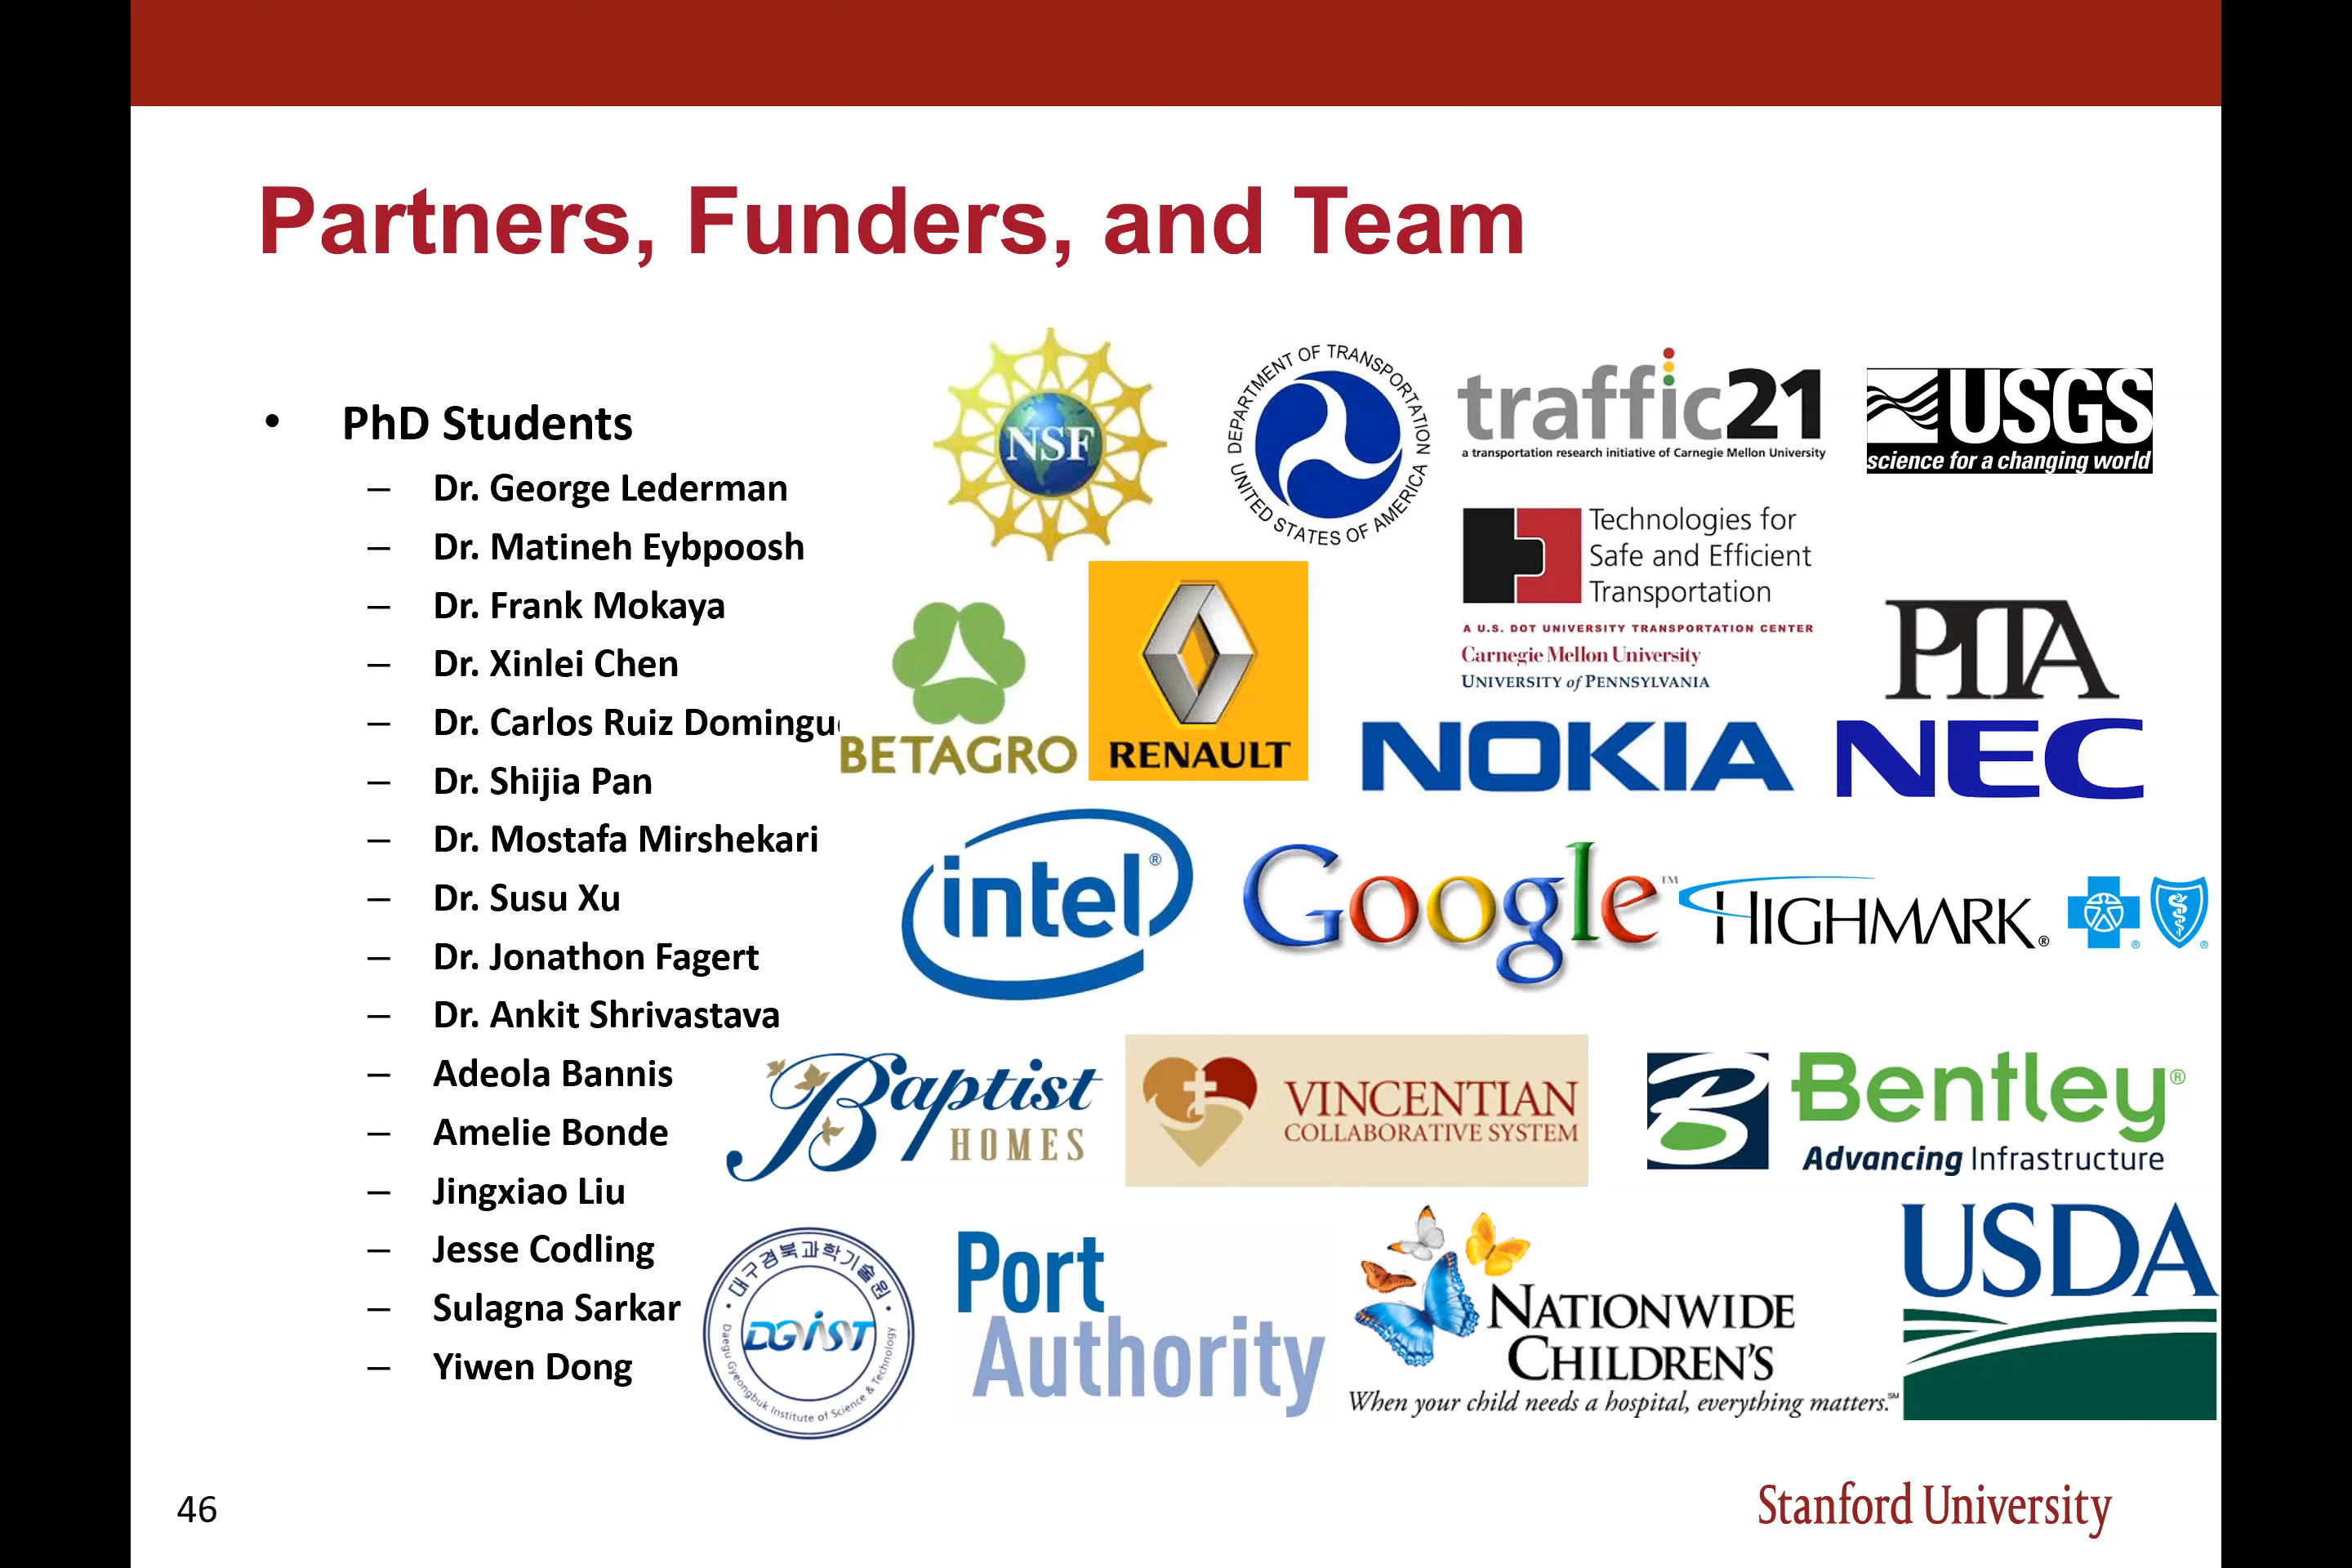 Partners, Funders, and Team
• PhD Students
– Dr. George Lederman
– Dr. Matineh Eybpoosh
– Dr. Frank Mokaya
– Dr. Xinlei Chen
– Dr. Carlos Ruiz
– Dr. Shijia Pan
– Dr. Mostafa Mirshekari
– Dr. Susu Xu
– Dr. Jonathon Fagert
– Dr. Ankit Shrivastava
– Adeola Bannis
– Amelie Bonde
– Jingxiao Liu
– Jesse Codling
– Sulagna Sarkar
– Yiwen Dong
NSF
DEPARTMENT OF TRANSPORTATION
UNITED STATES OF AMERICA
traffic21
a transportation research initiative of Carnegie Mellon University
USGS
science for a changing world
Technologies for
Safe and Efficient
Transportation
A U.S. DOT UNIVERSITY TRANSPORTATION CENTER
Carnegie Mellon University
UNIVERSITY of PENNSYLVANIA
PITA
BETAGRO
RENAULT
NOKIA
NEC
intel®
Google™
HIGHMARK®
Baptist
HOMES
VINCENTIAN
COLLABORATIVE SYSTEM
B
Bentley®
Advancing Infrastructure
대구경북과학기술원
DGIST
Daegu Gyeongbuk Institute of Science & Technology
Port
Authority
NATIONWIDE
CHILDREN'S
When your child needs a hospital, everything matters.℠
USDA
46
Stanford University